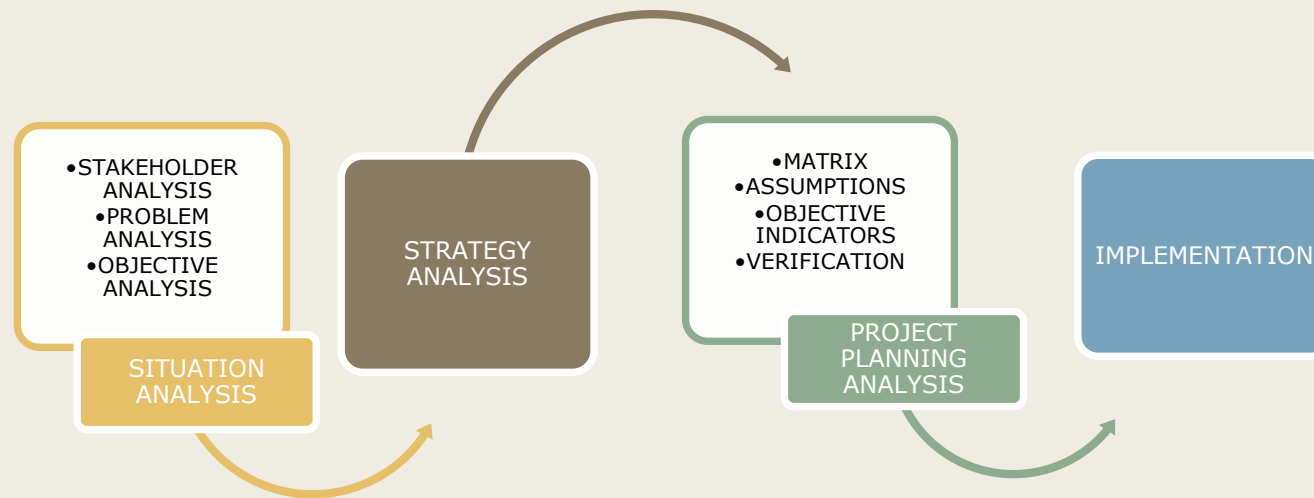 •STAKEHOLDER
ANALYSIS
•PROBLEM
ANALYSIS
•OBJECTIVE
ANALYSIS
SITUATION
ANALYSIS
STRATEGY
ANALYSIS
•MATRIX
•ASSUMPTIONS
•OBJECTIVE
INDICATORS
•VERIFICATION
PROJECT
PLANNING
ANALYSIS
IMPLEMENTATION